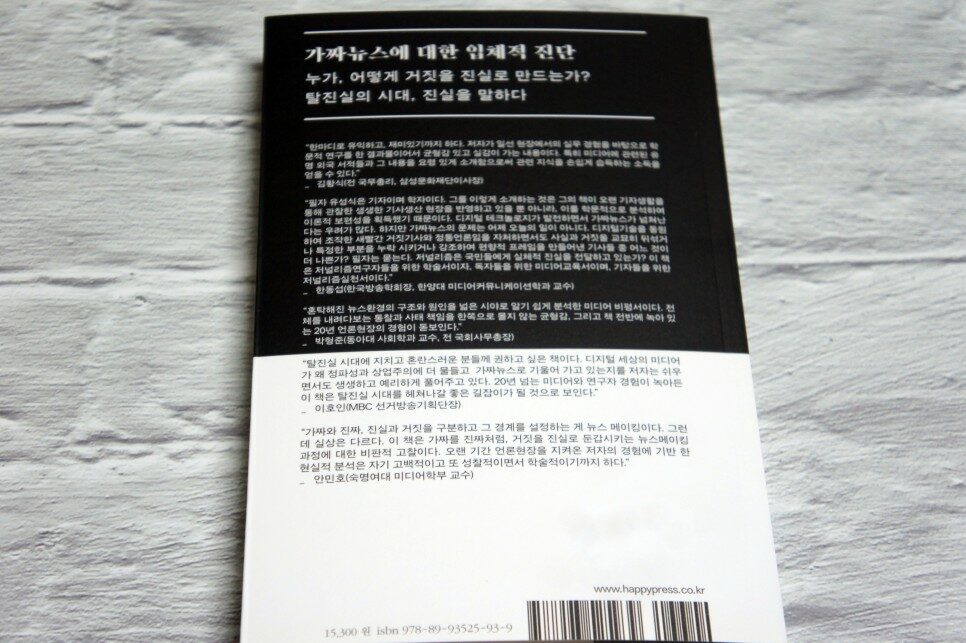 가짜뉴스에 대한 입체적 진단
누가, 어떻게 거짓을 진실로 만드는가?
탈진실의 시대, 진실을 말하다
“한마디로 유익하고, 재미있기까지 하다. 저자가 일선 현장에서의 실무 경험을 바탕으로 학
문적 연구를 한 결과물이어서 균형감 있고 실감이 가는 내용이다. 특히 미디어에 관련된 유
명 외국 서적들과 그 내용을 요령 있게 소개함으로써 관련 지식을 손쉽게 습득하는 소득을
얻을 수 있다.”
_ 김황식(전 국무총리, 삼성문화재단이사장)
“필자 유성식은 기자이며 학자이다. 그를 이렇게 소개하는 것은 그의 책이 오랜 기자생활을
통해 관찰한 생생한 기사생산 현장을 반영하고 있을 뿐 아니라, 이를 학문적으로 분석하여
이론적 보편성을 획득했기 때문이다. 디지털 테크놀로지가 발전하면서 가짜뉴스가 넘쳐난
다는 우려가 많다. 하지만 가짜뉴스의 문제는 어제 오늘의 일이 아니다. 디지털기술을 동원
하여 조작한 새빨간 거짓기사와 정통언론임을 자처하면서도 사실과 거짓을 교묘히 뒤섞거
나 특정한 부분을 누락 시키거나 강조하여 편향적 프레임을 만들어낸 기사들 중 어느 것이
더 나쁜가? 필자는 묻는다. 저널리즘은 국민들에게 실체적 진실을 전달하고 있는가? 이 책
은 저널리즘연구자들을 위한 학술서이자, 독자들을 위한 미디어교육서이며, 기자들을 위한
저널리즘실천서이다.”
_ 한동섭(한국방송학회장, 한양대 미디어커뮤니케이션학과 교수)
“혼탁해진 뉴스환경의 구조와 원인을 넓은 시야로 알기 쉽게 분석한 미디어 비평서이다. 전
체를 내려다보는 통찰과 사태 책임을 한쪽으로 몰지 않는 균형감, 그리고 책 전반에 녹아 있
는 20년 언론현장의 경험이 돋보인다.”
_ 박형준(동아대 사회학과 교수, 전 국회사무총장)
“탈진실 시대에 지치고 혼란스러운 분들께 권하고 싶은 책이다. 디지털 세상의 미디어
가 왜 정파성과 상업주의에 더 물들고 가짜뉴스로 기울어 가고 있는지를 저자는 쉬우
면서도 생생하고 예리하게 풀어주고 있다. 20년 넘는 미디어와 연구자 경험이 녹아든
이 책은 탈진실 시대를 헤쳐나갈 좋은 길잡이가 될 것으로 보인다.”
_ 이호인(MBC 선거방송기획단장)
“가짜와 진짜, 진실과 거짓을 구분하고 그 경계를 설정하는 게 뉴스 메이킹이다. 그런
데 실상은 다르다. 이 책은 가짜를 진짜처럼, 거짓을 진실로 둔갑시키는 뉴스메이킹
과정에 대한 비판적 고찰이다. 오랜 기간 언론현장을 지켜온 저자의 경험에 기반 한
현실적 분석은 자기 고백적이고 또 성찰적이면서 학술적이기까지 하다.”
_ 안민호(숙명여대 미디어학부 교수)
www.happypress.co.kr
15,300 원 isbn 978-89-93525-93-9